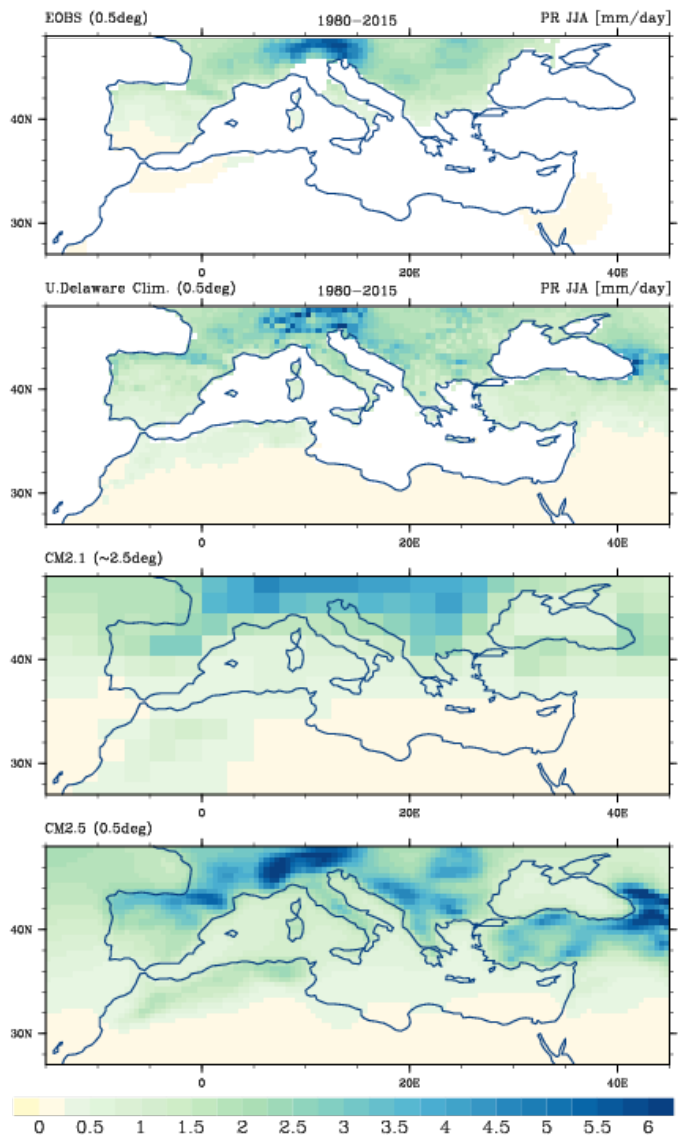 EOBS (0.5deg) 1980-2015 PR JJA [mm/day]
40N
30N
0 20E 40E
U.Delaware Clim. (0.5deg) 1980-2015 PR JJA [mm/day]
40N
30N
0 20E 40E
CM2.1 (~2.5deg)
40N
30N
0 20E 40E
CM2.5 (0.5deg)
40N
30N
0 20E 40E
0 0.5 1 1.5 2 2.5 3 3.5 4 4.5 5 5.5 6